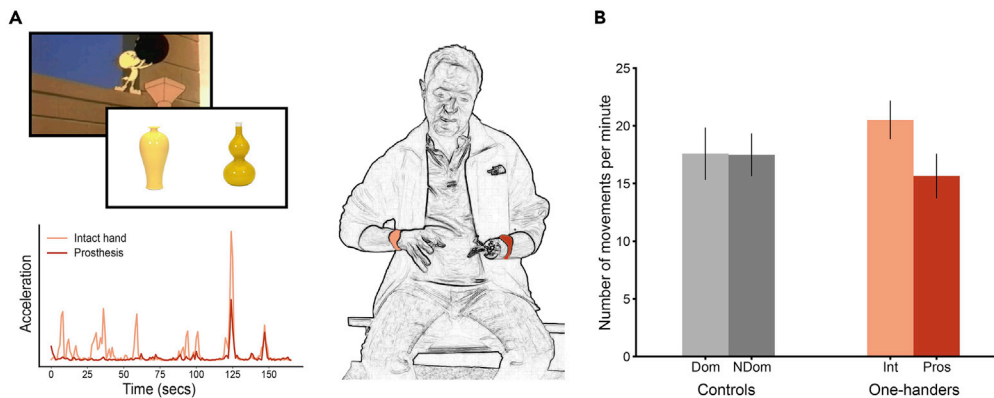 A
Intact hand
Prosthesis
Acceleration
0 25 50 75 100 125 150
Time (secs)
B
Number of movements per minute
25
20
15
10
5
0
Dom NDom Int Pros
Controls One-handers